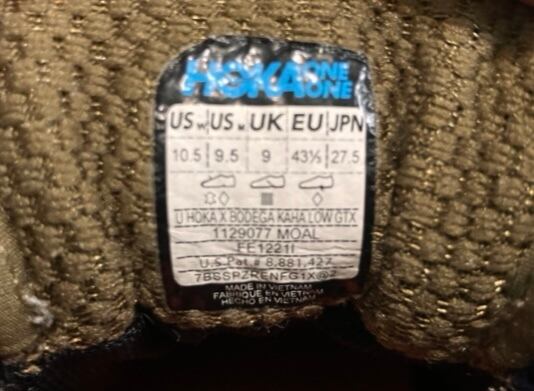 HOKA ONE ONE
US W US M UK EU JPN
10.5 9.5 9 43⅓ 27.5
U HOKA X BODEGA KAHA LOW GTX
1129077 MOAL
FE1221I
U.S Pat # 8,881,427
MADE IN VIETNAM
FABRIQUE EN VIETNAM
HECHO EN VIETNAM